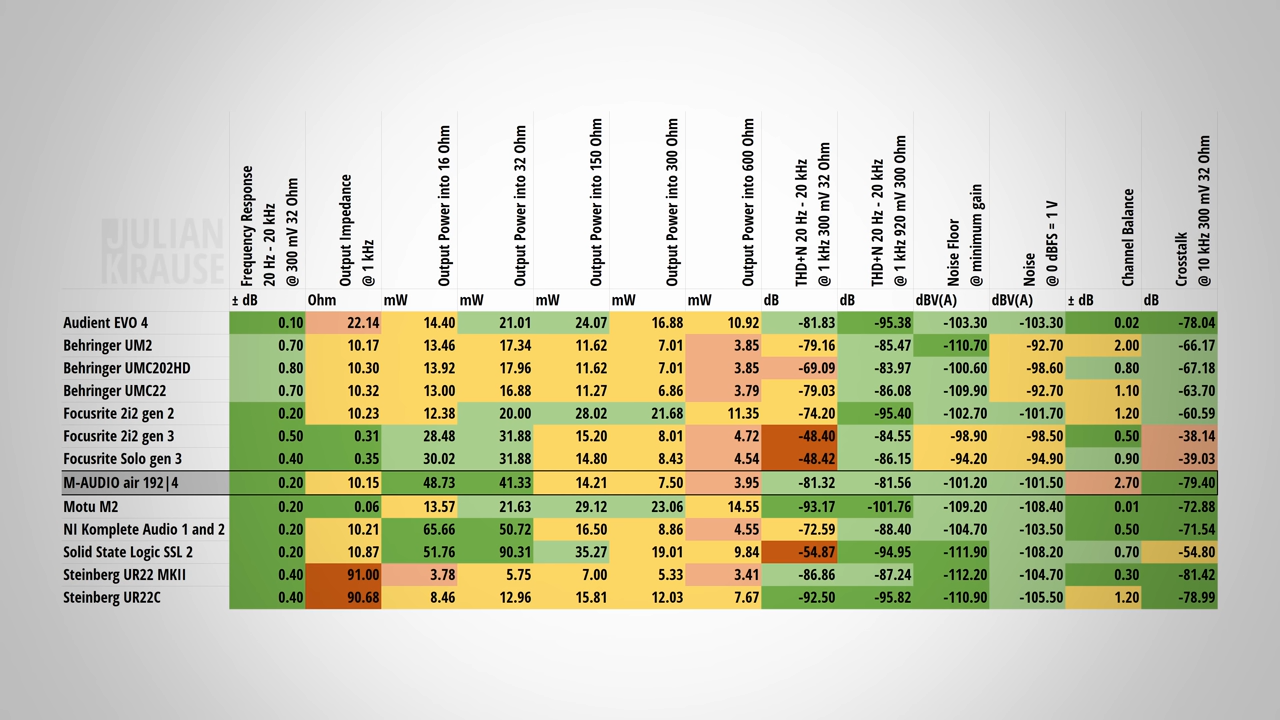 JULIAN
KRAUSE
Frequency Response
20 Hz - 20 kHz
@ 300 mV 32 Ohm
Output Impedance
@ 1 kHz
Output Power into 16 Ohm
Output Power into 32 Ohm
Output Power into 150 Ohm
Output Power into 300 Ohm
Output Power into 600 Ohm
THD+N 20 Hz - 20 kHz
@ 1 kHz 300 mV 32 Ohm
THD+N 20 Hz - 20 kHz
@ 1 kHz 920 mV 300 Ohm
Noise Floor
@ minimum gain
Noise
@ 0 dBFS = 1 V
Channel Balance
Crosstalk
@ 10 kHz 300 mV 32 Ohm
± dB Ohm mW mW mW mW mW dB dB dBV(A) dBV(A) ± dB dB
Audient EVO 4 0.10 22.14 14.40 21.01 24.07 16.88 10.92 -81.83 -95.38 -103.30 -103.30 0.02 -78.04
Behringer UM2 0.70 10.17 13.46 17.34 11.62 7.01 3.85 -79.16 -85.47 -110.70 -92.70 2.00 -66.17
Behringer UMC202HD 0.80 10.30 13.92 17.96 11.62 7.01 3.85 -69.09 -83.97 -100.60 -98.60 0.80 -67.18
Behringer UMC22 0.70 10.32 13.00 16.88 11.27 6.86 3.79 -79.03 -86.08 -109.90 -92.70 1.10 -63.70
Focusrite 2i2 gen 2 0.20 10.23 12.38 20.00 28.02 21.68 11.35 -74.20 -95.40 -102.70 -101.70 1.20 -60.59
Focusrite 2i2 gen 3 0.50 0.31 28.48 31.88 15.20 8.01 4.72 -48.40 -84.55 -98.90 -98.50 0.50 -38.14
Focusrite Solo gen 3 0.40 0.35 30.02 31.88 14.80 8.43 4.54 -48.42 -86.15 -94.20 -94.90 0.90 -39.03
M-AUDIO air 192|4 0.20 10.15 48.73 41.33 14.21 7.50 3.95 -81.32 -81.56 -101.20 -101.50 2.70 -79.40
Motu M2 0.20 0.06 13.57 21.63 29.12 23.06 14.55 -93.17 -101.76 -109.20 -108.40 0.01 -72.88
NI Komplete Audio 1 and 2 0.20 10.21 65.66 50.72 16.50 8.86 4.55 -72.59 -88.40 -104.70 -103.50 0.50 -71.54
Solid State Logic SSL 2 0.20 10.87 51.76 90.31 35.27 19.01 9.84 -54.87 -94.95 -111.90 -108.20 0.70 -54.80
Steinberg UR22 MKII 0.40 91.00 3.78 5.75 7.00 5.33 3.41 -86.86 -87.24 -112.20 -104.70 0.30 -81.42
Steinberg UR22C 0.40 90.68 8.46 12.96 15.81 12.03 7.67 -92.50 -95.82 -110.90 -105.50 1.20 -78.99